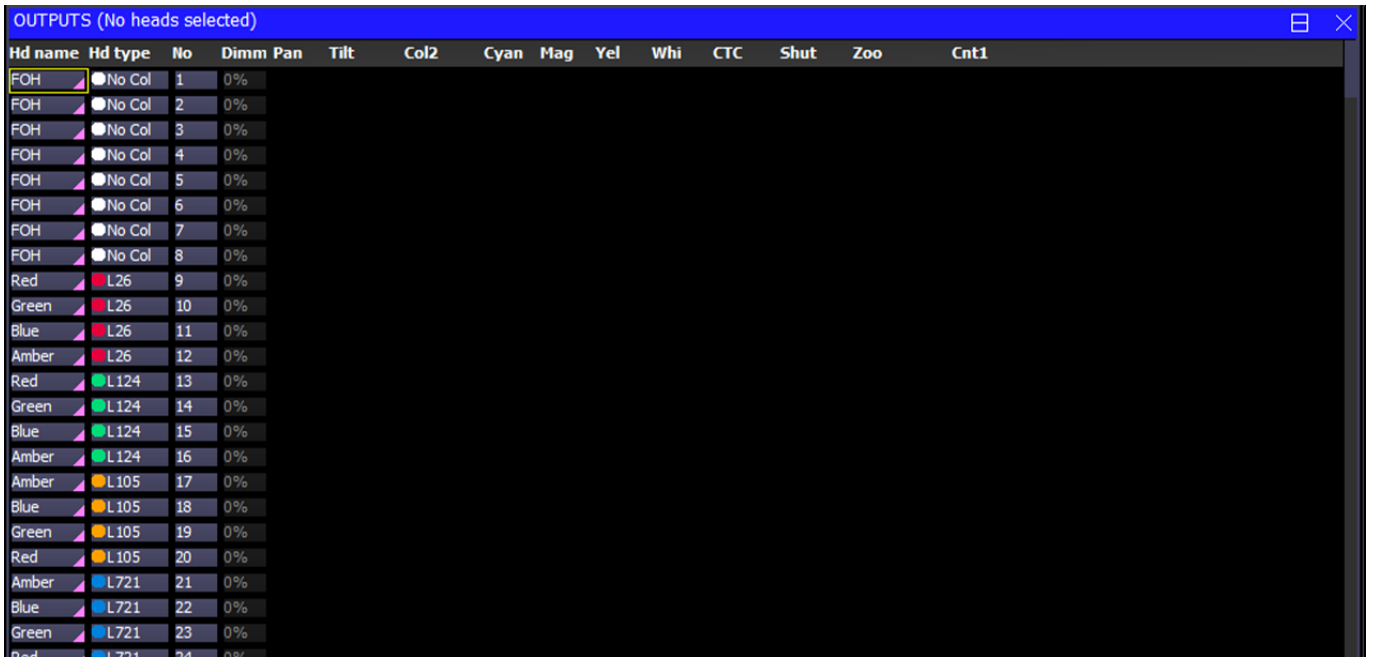 OUTPUTS (No heads selected)
Hd name Hd type No Dimm Pan Tilt Col2 Cyan Mag Yel Whi CTC Shut Zoo Cnt1
FOH No Col 1 0%
FOH No Col 2 0%
FOH No Col 3 0%
FOH No Col 4 0%
FOH No Col 5 0%
FOH No Col 6 0%
FOH No Col 7 0%
FOH No Col 8 0%
Red L26 9 0%
Green L26 10 0%
Blue L26 11 0%
Amber L26 12 0%
Red L124 13 0%
Green L124 14 0%
Blue L124 15 0%
Amber L124 16 0%
Amber L105 17 0%
Blue L105 18 0%
Green L105 19 0%
Red L105 20 0%
Amber L721 21 0%
Blue L721 22 0%
Green L721 23 0%
Red L721 24 0%